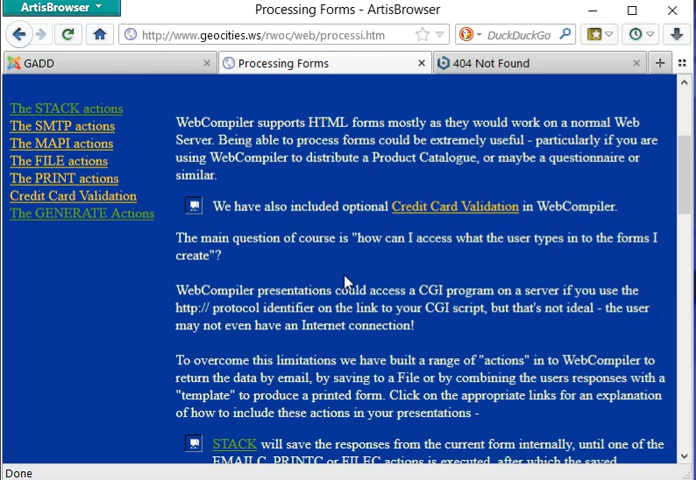 ArtisBrowser
Processing Forms - ArtisBrowser
http://www.geocities.ws/rwoc/web/processi.htm
DuckDuckGo
GADD
Processing Forms
404 Not Found
The STACK actions
The SMTP actions
The MAPI actions
The FILE actions
The PRINT actions
Credit Card Validation
The GENERATE Actions
WebCompiler supports HTML forms mostly as they would work on a normal Web
Server. Being able to process forms could be extremely useful - particularly if you are
using WebCompiler to distribute a Product Catalogue, or maybe a questionnaire or
similar.
We have also included optional Credit Card Validation in WebCompiler.
The main question of course is "how can I access what the user types in to the forms I
create"?
WebCompiler presentations could access a CGI program on a server if you use the
http:// protocol identifier on the link to your CGI script, but that's not ideal - the user
may not even have an Internet connection!
To overcome this limitations we have built a range of "actions" in to WebCompiler to
return the data by email, by saving to a File or by combining the users responses with a
"template" to produce a printed form. Click on the appropriate links for an explanation
of how to include these actions in your presentations -
STACK will save the responses from the current form internally, until one of the
EMAILC, PRINTC or FILEC actions is executed, after which the saved
Done